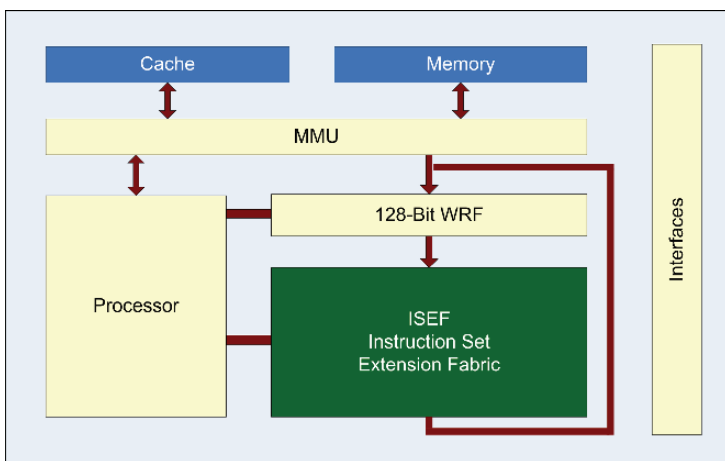 Cache
Memory
MMU
128-Bit WRF
Processor
ISEF
Instruction Set
Extension Fabric
Interfaces